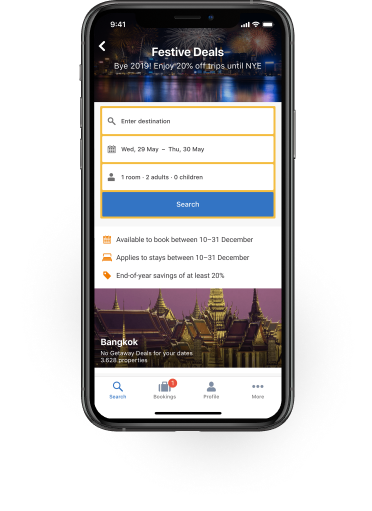 9:41
Festive Deals
Bye 2019! Enjoy 20% off trips until NYE
Enter destination
Wed, 29 May – Thu, 30 May
1 room · 2 adults · 0 children
Search
Available to book between 10–31 December
Applies to stays between 10–31 December
End-of-year savings of at least 20%
Bangkok
No Getaway Deals for your dates
3.628 properties
1
Search
Bookings
Profile
More